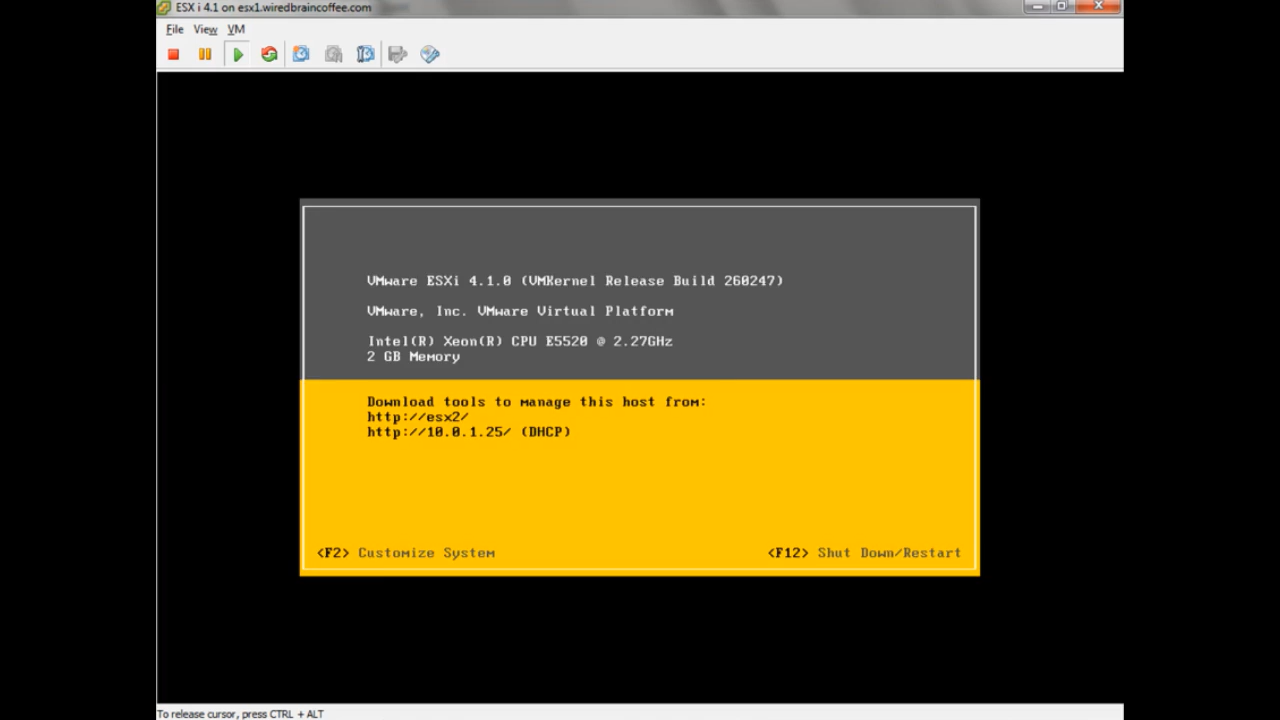 ESX i 4.1 on esx1.wiredbraincoffee.com
File View VM
VMware ESXi 4.1.0 (VMKernel Release Build 260247)
VMware, Inc. VMware Virtual Platform
Intel(R) Xeon(R) CPU E5520 @ 2.27GHz
2 GB Memory
Download tools to manage this host from:
http://esx2/
http://10.0.1.25/ (DHCP)
<F2> Customize System <F12> Shut Down/Restart
To release cursor, press CTRL + ALT